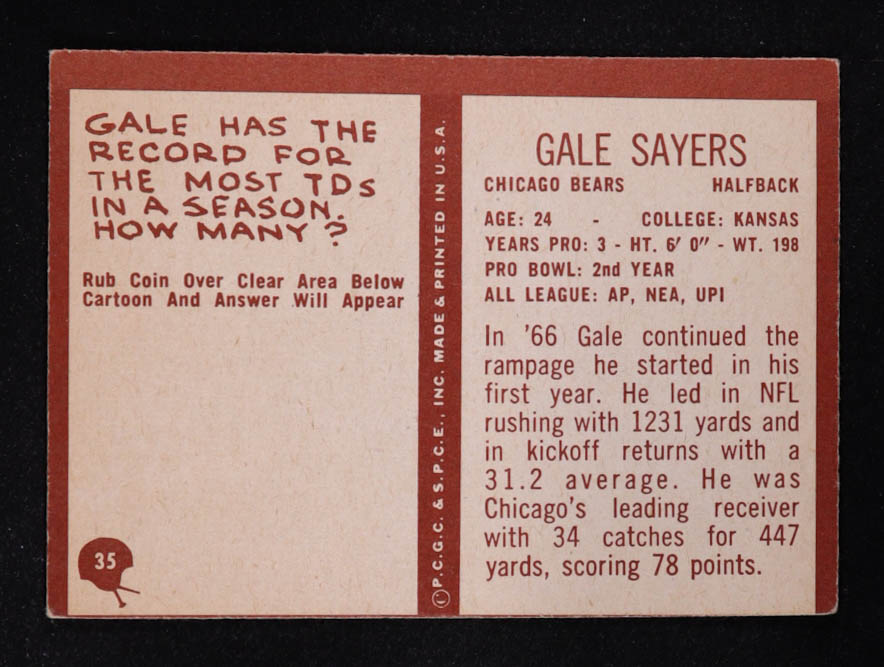 GALE HAS THE
RECORD FOR
THE MOST TDS
IN A SEASON.
HOW MANY?
Rub Coin Over Clear Area Below
Cartoon And Answer Will Appear
35
©P.C.G.C. & S.P.C.E., INC. MADE & PRINTED IN U.S.A.
GALE SAYERS
CHICAGO BEARS HALFBACK
AGE: 24 - COLLEGE: KANSAS
YEARS PRO: 3 - HT. 6' 0" - WT. 198
PRO BOWL: 2nd YEAR
ALL LEAGUE: AP, NEA, UPI
In '66 Gale continued the
rampage he started in his
first year. He led in NFL
rushing with 1231 yards and
in kickoff returns with a
31.2 average. He was
Chicago's leading receiver
with 34 catches for 447
yards, scoring 78 points.